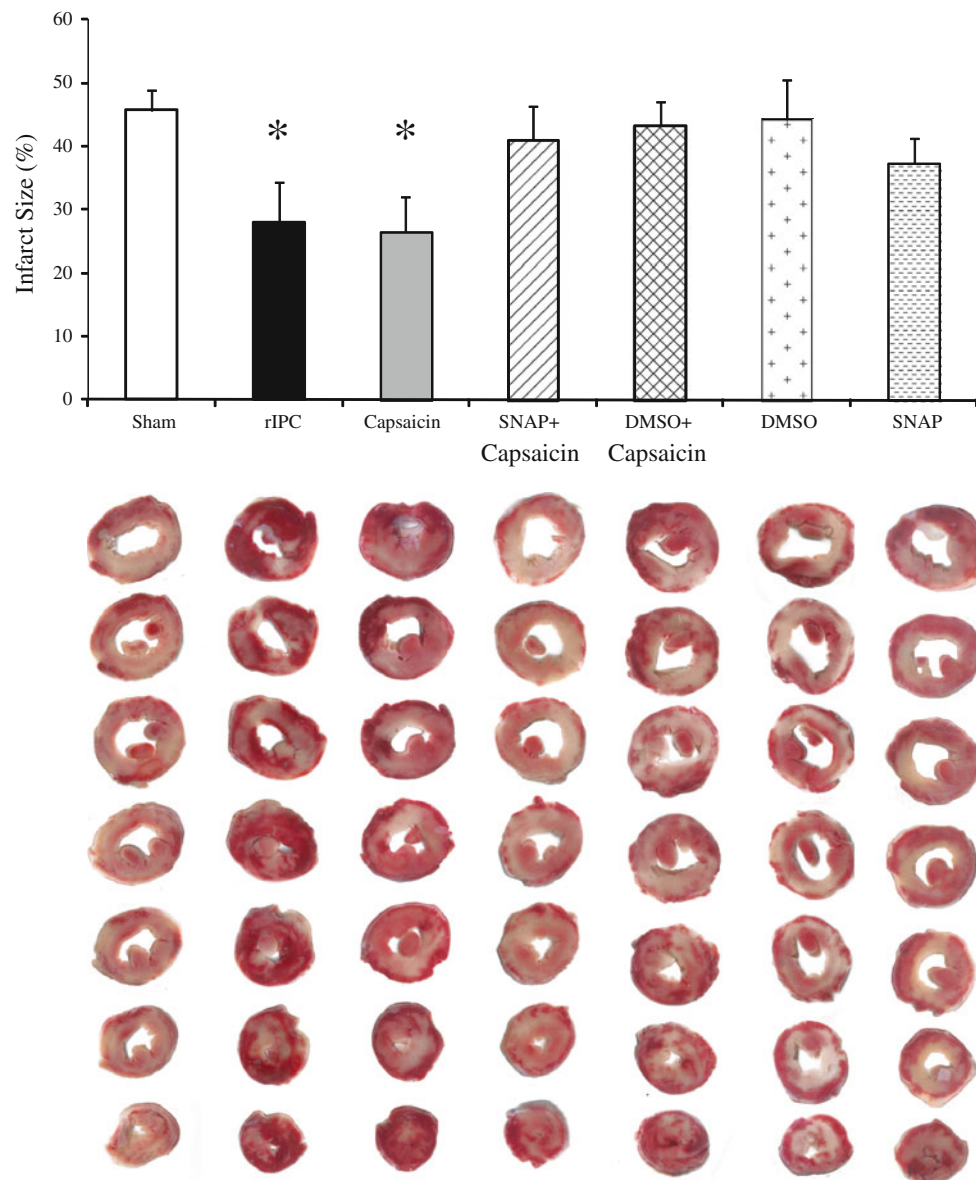 60
50
40
30
20
10
0
Infarct Size (%)
* *
Sham rIPC Capsaicin SNAP+ DMSO+ DMSO SNAP
Capsaicin Capsaicin